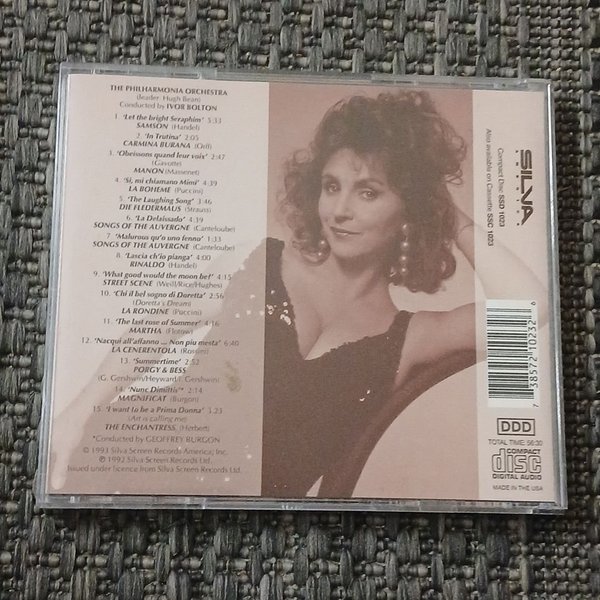 THE PHILHARMONIA ORCHESTRA
(leader: Hugh Bean)
Conducted by IVOR BOLTON
1. 'Let the bright Seraphim' 5:33
SAMSON (Handel)
2. 'In Trutina' 2:05
CARMINA BURANA (Orff)
3. 'Obeissons quand leur voix' 2:47
(Gavotte)
MANON (Massenet)
4. 'Si, mi chiamano Mimi' 4:39
LA BOHEME (Puccini)
5. 'The Laughing Song' 3:46
DIE FLEDERMAUS (Strauss)
6. 'La Delaissado' 4:39
SONGS OF THE AUVERGNE (Canteloube)
7. 'Malurous qu'o uno fenno' 1:33
SONGS OF THE AUVERGNE (Canteloube)
8. 'Lascia ch'io pianga' 4:00
RINALDO (Handel)
9. 'What good would the moon be?' 4:15
STREET SCENE (Weill/Rice/Hughes)
10. 'Chi il bel sogno di Doretta' 2:56
(Doretta's Dream)
LA RONDINE (Puccini)
11. 'The last rose of Summer' 4:16
MARTHA (Flotow)
12. 'Nacqui all'affanno ... Non piu mesta' 6:40
LA CENERENTOLA (Rossini)
13. 'Summertime' 2:52
PORGY & BESS
(G. Gershwin/Heyward/I. Gershwin)
14. 'Nunc Dimittis'* 2:14
MAGNIFICAT (Burgon)
15. 'I want to be a Prima Donna' 3:23
(Art is calling me)
THE ENCHANTRESS, (Herbert)
*Conducted by GEOFFREY BURGON
© 1993 Silva Screen Records America, Inc.
℗ 1992 Silva Screen Records Ltd.
Issued under licence from Silva Screen Records Ltd.
SILVA
Compact Disc SSD 1023
Also available on Cassette SSC 1023
7 38572 10232 6
DDD
TOTAL TIME: 56:30
COMPACT
disc
DIGITAL AUDIO
MADE IN THE USA